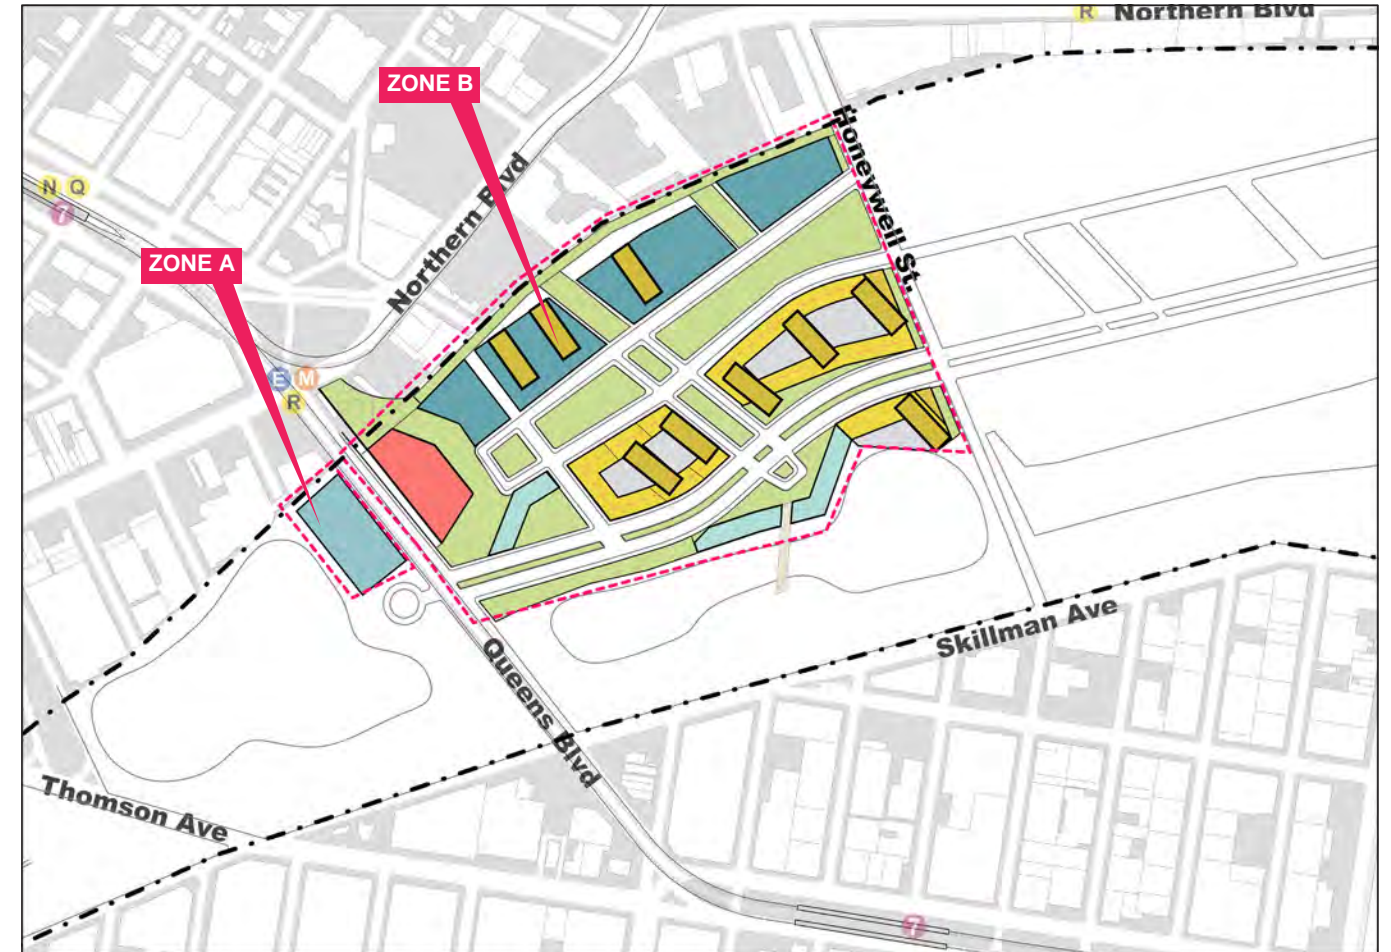 R Northern Blvd
ZONE B
Honeywell St.
N Q
7
Northern Blvd
ZONE A
E M
R
Skillman Ave
Queens Blvd
Thomson Ave
7